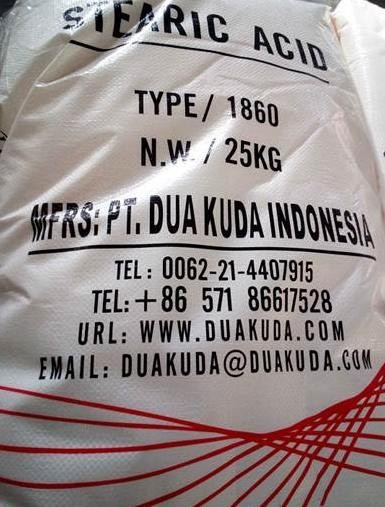 STEARIC ACID
TYPE/ 1860
N.W./ 25KG
MFRS: PT. DUA KUDA INDONESIA
TEL: 0062-21-4407915
TEL:+86 571 86617528
URL: WWW.DUAKUDA.COM
EMAIL: DUAKUDA@DUAKUDA.COM